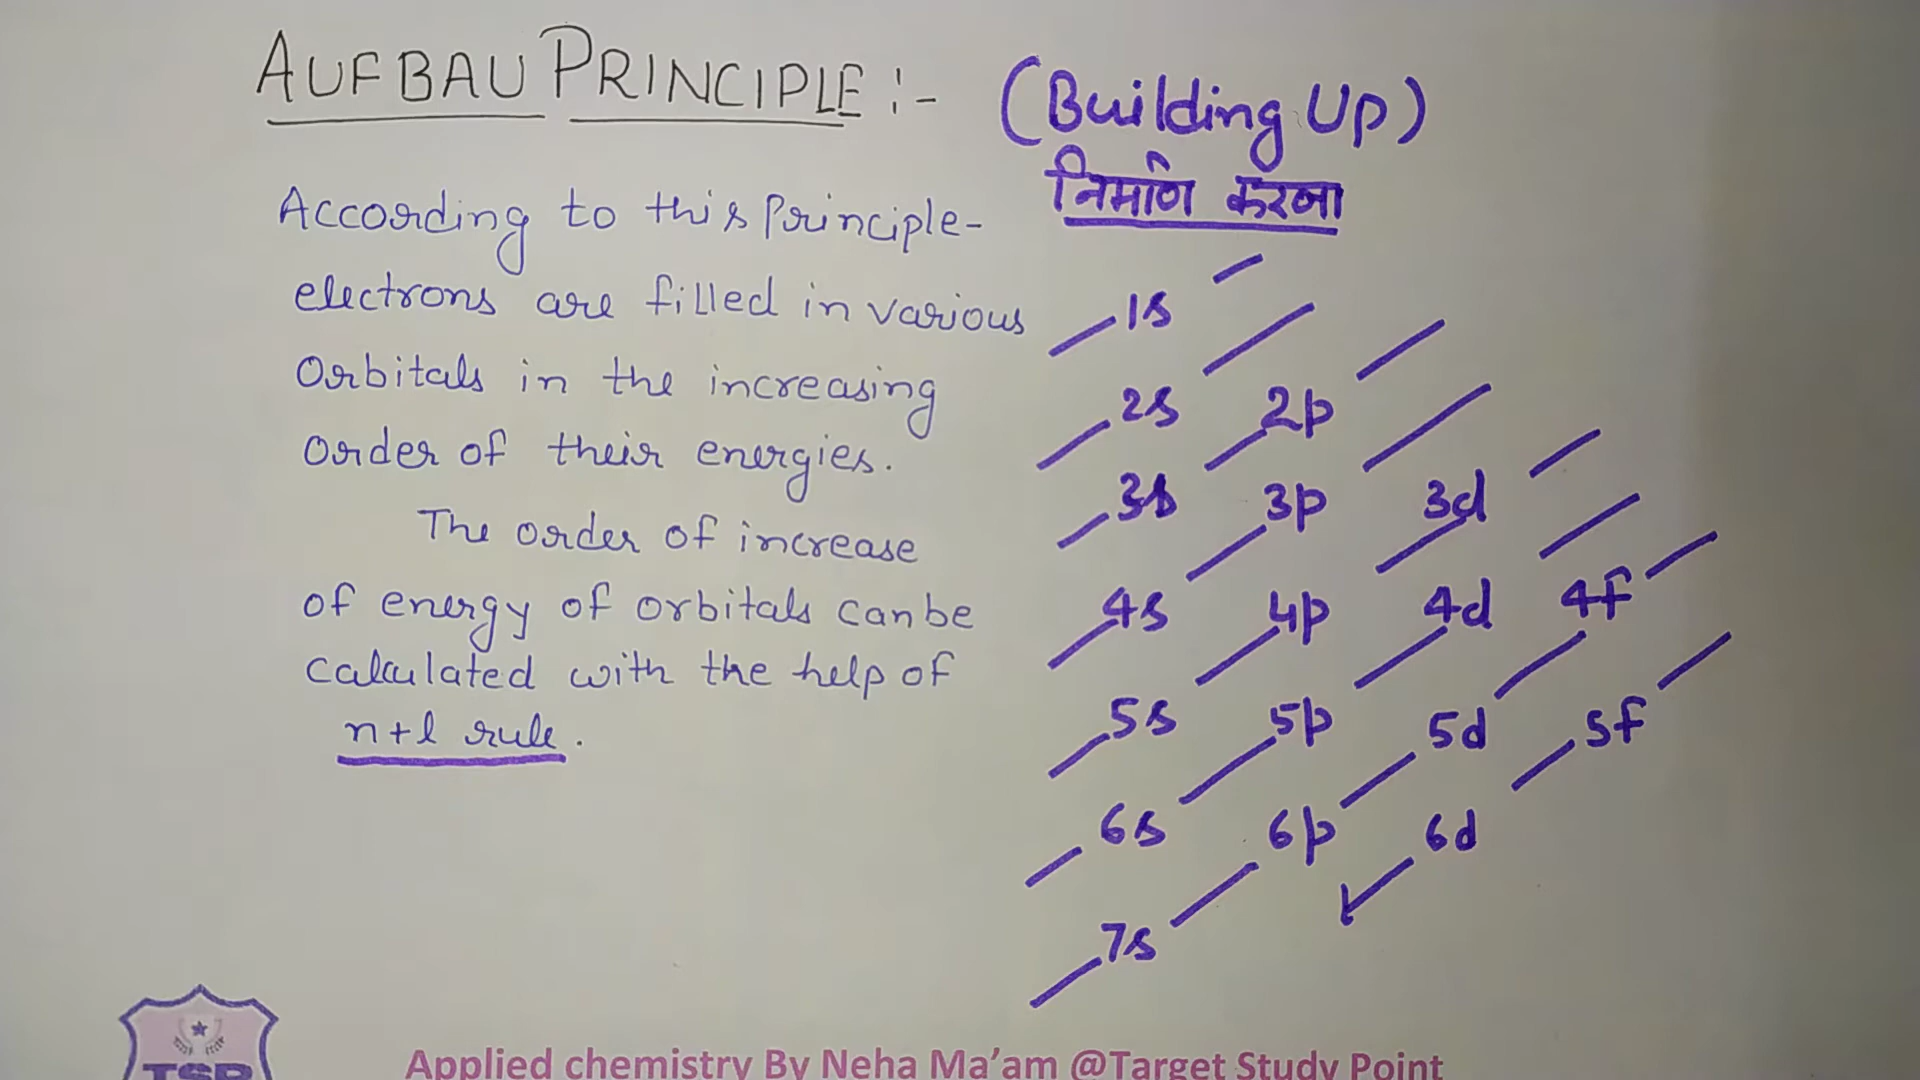 AUFBAU PRINCIPLE :- (Building Up)
निर्माण करना
According to this Principle-
electrons are filled in various
Orbitals in the increasing
Order of their energies.
The order of increase
of energy of orbitals can be
calculated with the help of
n+l rule.
1s
2s 2p
3s 3p 3d
4s 4p 4d 4f
5s 5p 5d 5f
6s 6p 6d
7s
TSP
Applied chemistry By Neha Ma'am @Target Study Point